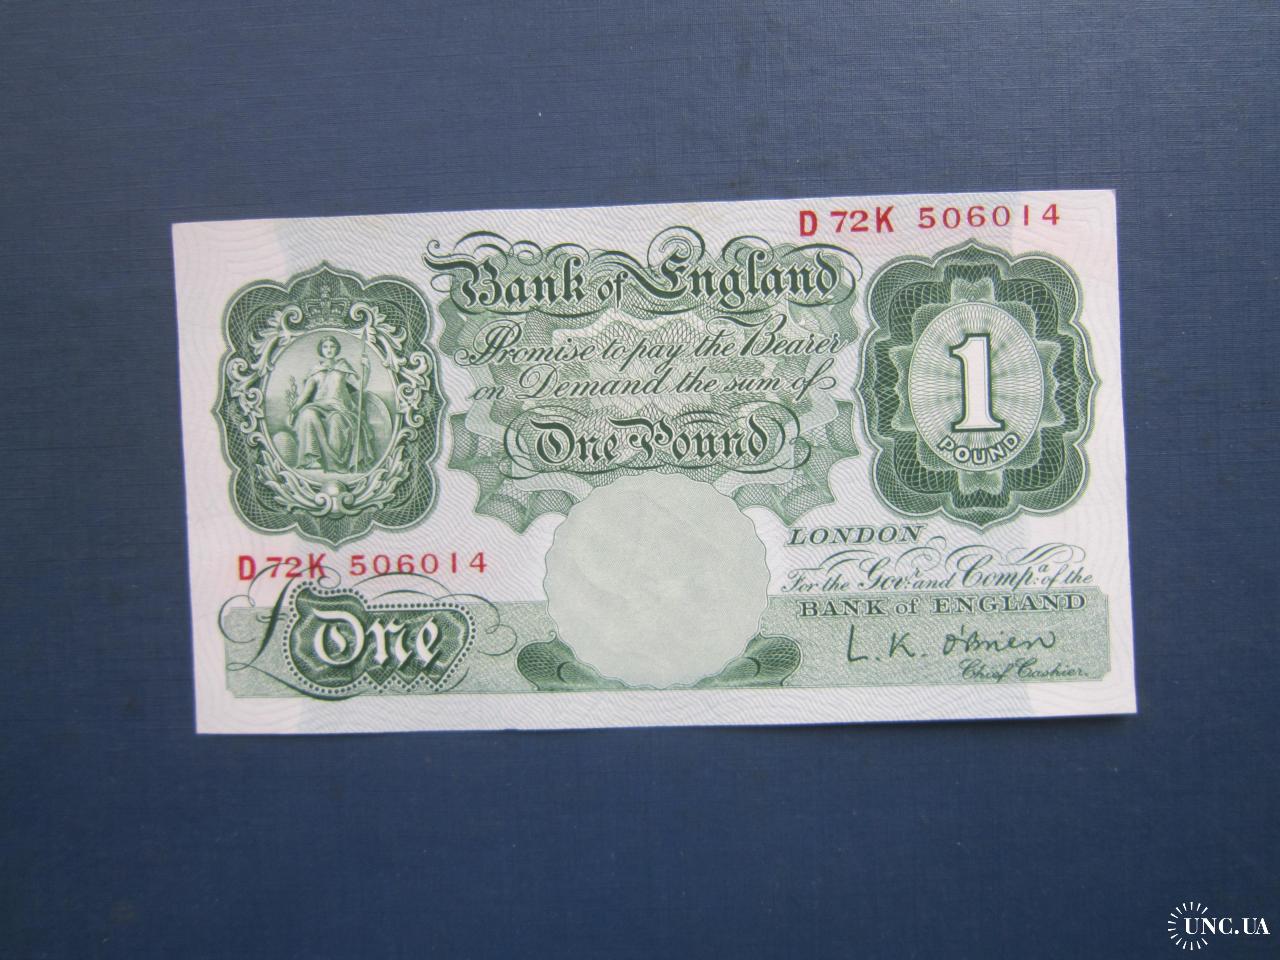 D 72K 506014
Bank of England
Promise to pay the Bearer
on Demand the sum of
One Pound
1
POUND
LONDON
For the Govr. and Compa. of the
BANK of ENGLAND
L. K. O'Brien
Chief Cashier.
D 72K 506014
£ One
UNC.UA